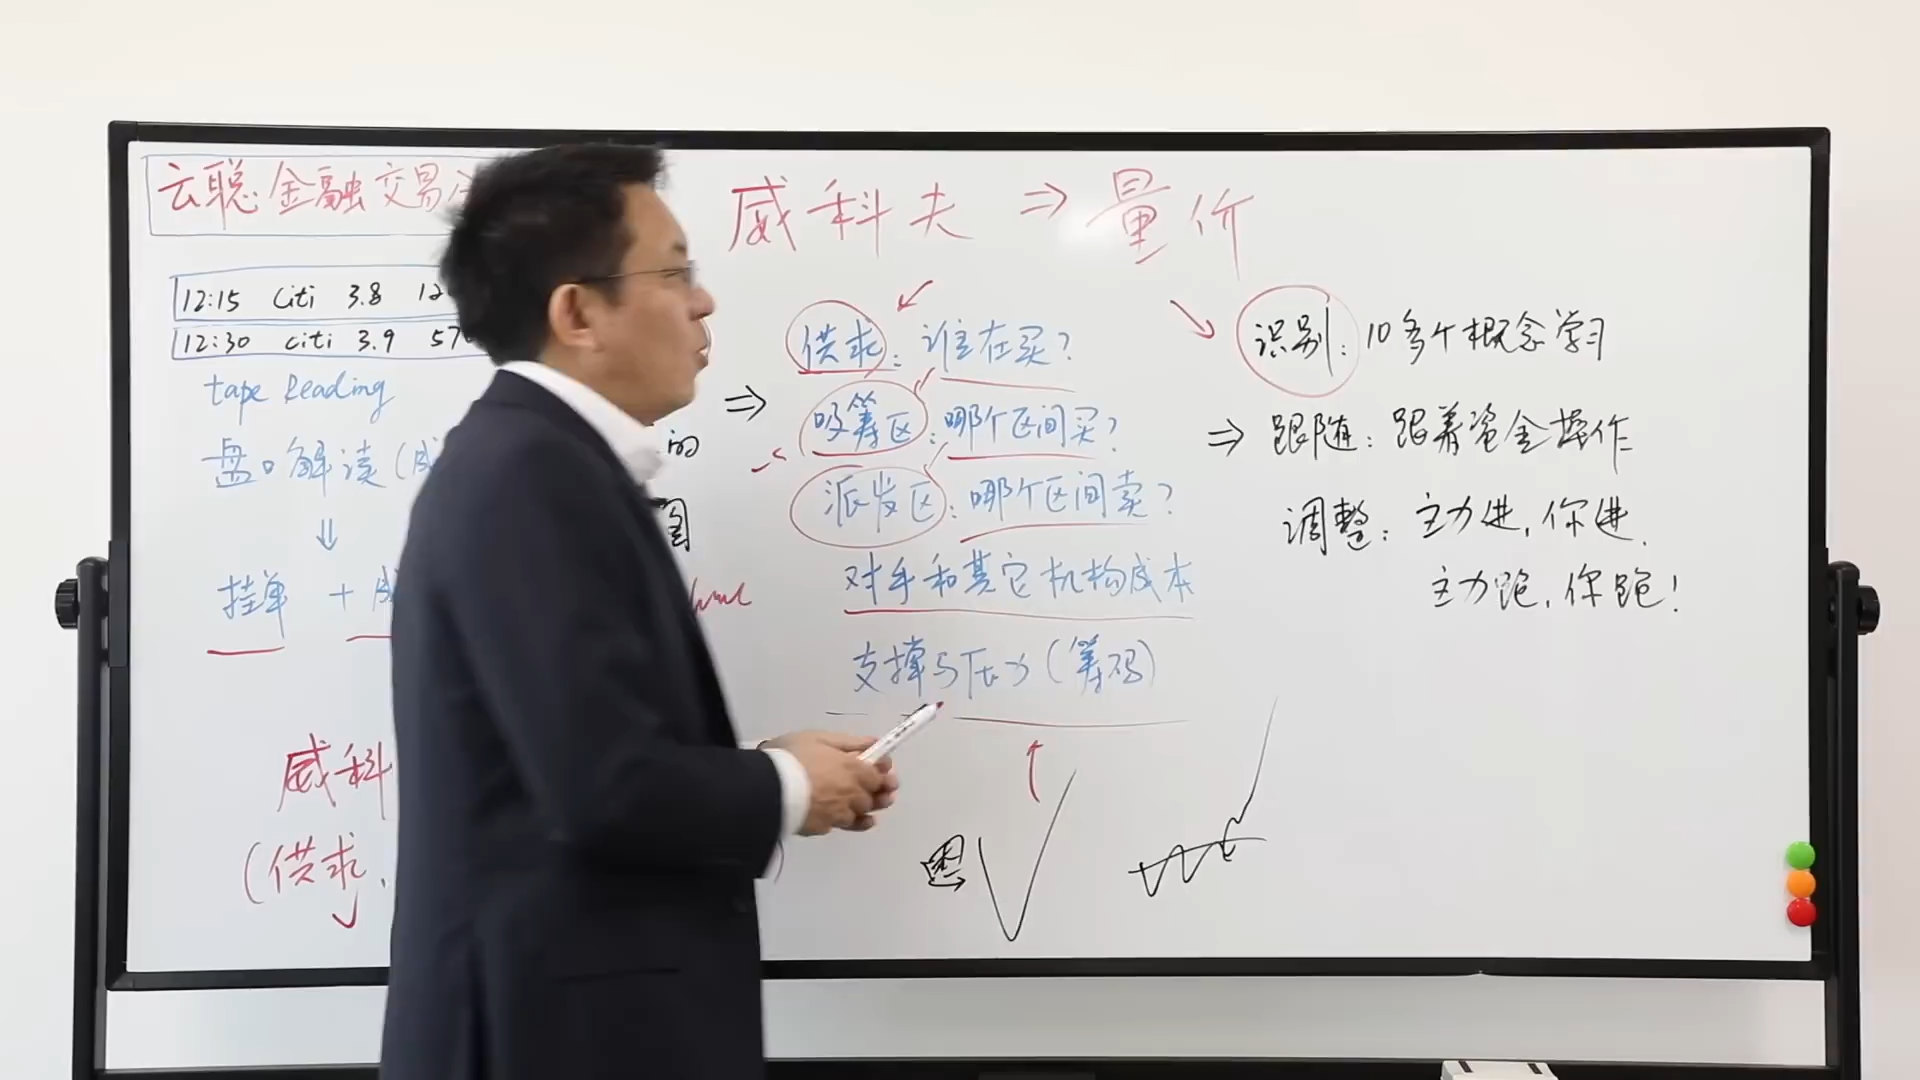 云聪金融交易
威科夫 ⇒ 量价
12:15 Citi 3.8 12
12:30 Citi 3.9 57
tape Reading
盘口解读(威
⇓
挂单 + 成
威科
(供求,
的
图
供求: 谁在买?
⇒ 吸筹区: 哪个区间买?
派发区: 哪个区间卖?
对手和其它机构成本
支撑与压力(筹码)
识别: 10多个概念学习
⇒ 跟随: 跟着资金操作
调整: 主力进, 你进.
主力跑, 你跑!